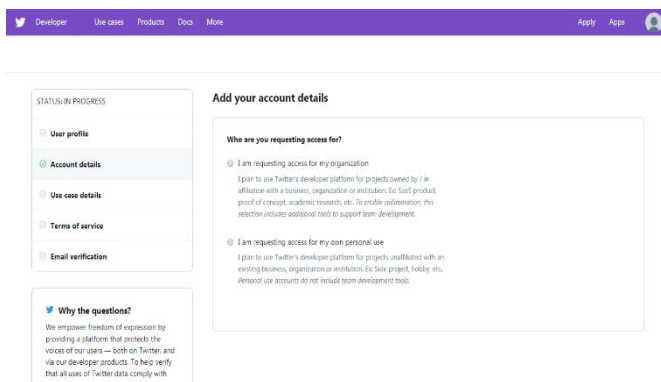 Developer Use cases Products Docs More Apply Apps
STATUS: IN PROGRESS
User profile
Account details
Use case details
Terms of service
Email verification
Why the questions?
We empower freedom of expression by
providing a platform that protects the
voices of our users — both on Twitter, and
via our developer products. To help verify
that all uses of Twitter data comply with
Add your account details
Who are you requesting access for?
I am requesting access for my organization
I plan to use Twitter's developer platform for projects owned by / in
affiliation with a business, organization or institution. Ex: SaaS product,
proof of concept, academic research, etc. To enable collaboration, this
selection includes additional tools to support team development.
I am requesting access for my own personal use
I plan to use Twitter's developer platform for projects unaffiliated with an
existing business, organization or institution. Ex: Side project, hobby, etc.
Personal use accounts do not include team development tools.